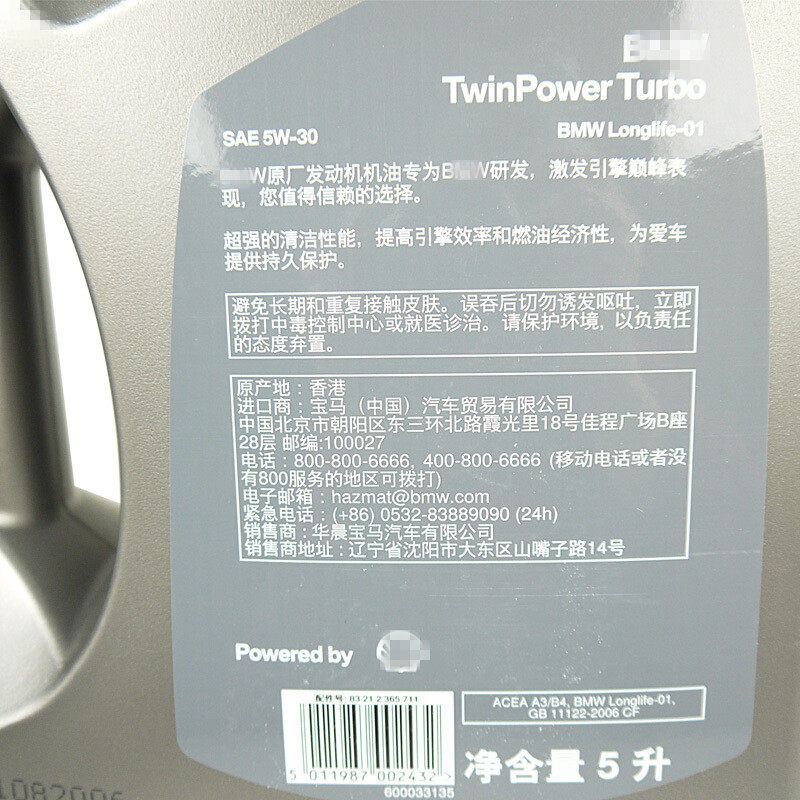 TwinPower Turbo
SAE 5W-30
BMW Longlife-01
原厂发动机机油专为 研发，激发引擎巅峰表
现，您值得信赖的选择。
超强的清洁性能，提高引擎效率和燃油经济性，为爱车
提供持久保护。
避免长期和重复接触皮肤。误吞后切勿诱发呕吐，立即
拨打中毒控制中心或就医诊治。请保护环境，以负责任
的态度弃置。
原产地：香港
进口商：宝马（中国）汽车贸易有限公司
中国北京市朝阳区东三环北路霞光里18号佳程广场B座
28层 邮编:100027
电话：800-800-6666, 400-800-6666 (移动电话或者没
有800服务的地区可拨打)
电子邮箱：hazmat@bmw.com
紧急电话：(+86) 0532-83889090 (24h)
销售商：华晨宝马汽车有限公司
销售商地址：辽宁省沈阳市大东区山嘴子路14号
Powered by
配件号: 83 21 2 365 711
5 011987 002432 >
600033135
ACEA A3/B4, BMW Longlife-01,
GB 11122-2006 CF
净含量 5 升